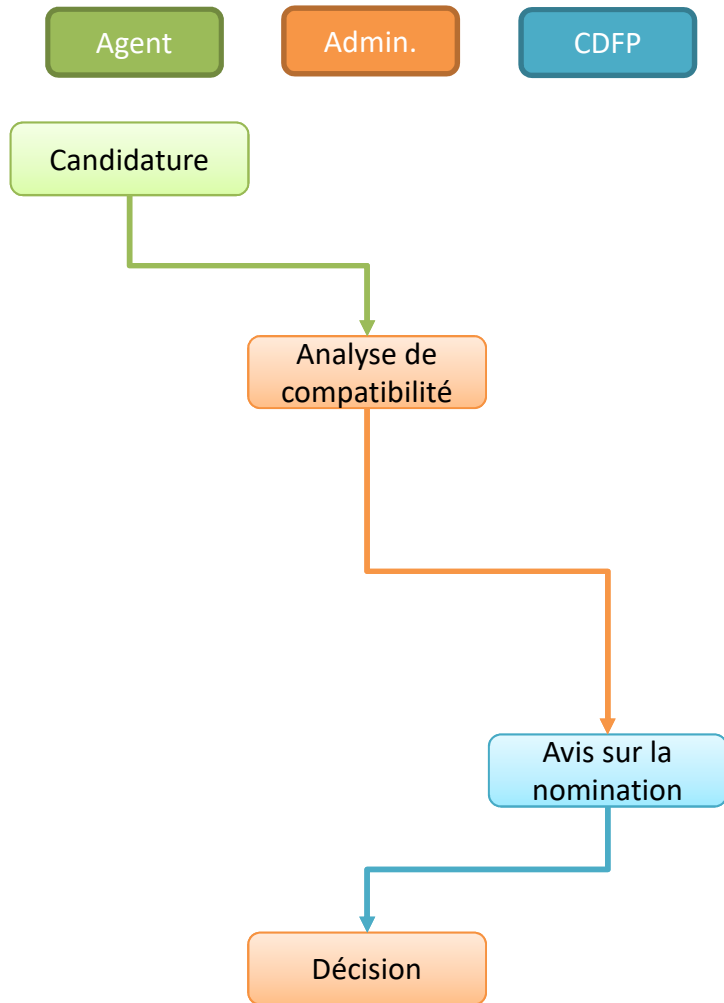 Agent
Admin.
CDFP
Candidature
Analyse de
compatibilité
Avis sur la
nomination
Décision